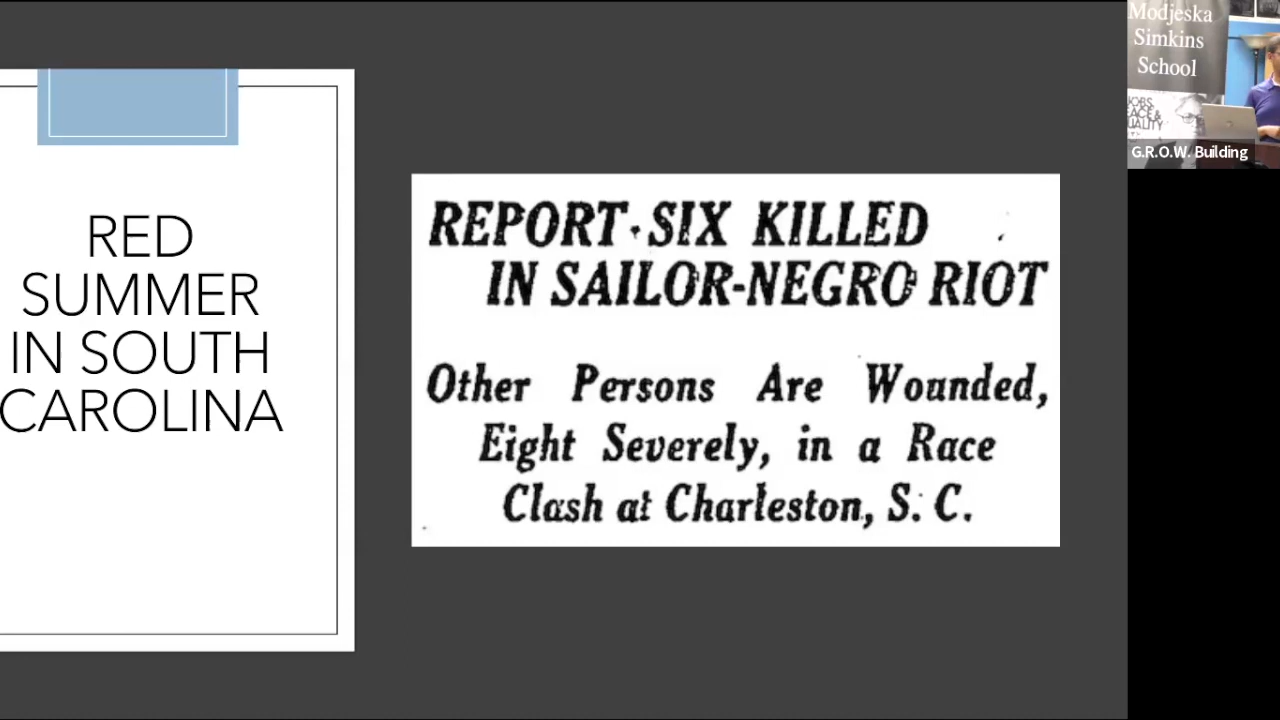 RED
SUMMER
IN SOUTH
CAROLINA
REPORT SIX KILLED
IN SAILOR-NEGRO RIOT
Other Persons Are Wounded,
Eight Severely, in a Race
Clash at Charleston, S. C.
Modjeska
Simkins
School
JOBS
G.R.O.W. Building